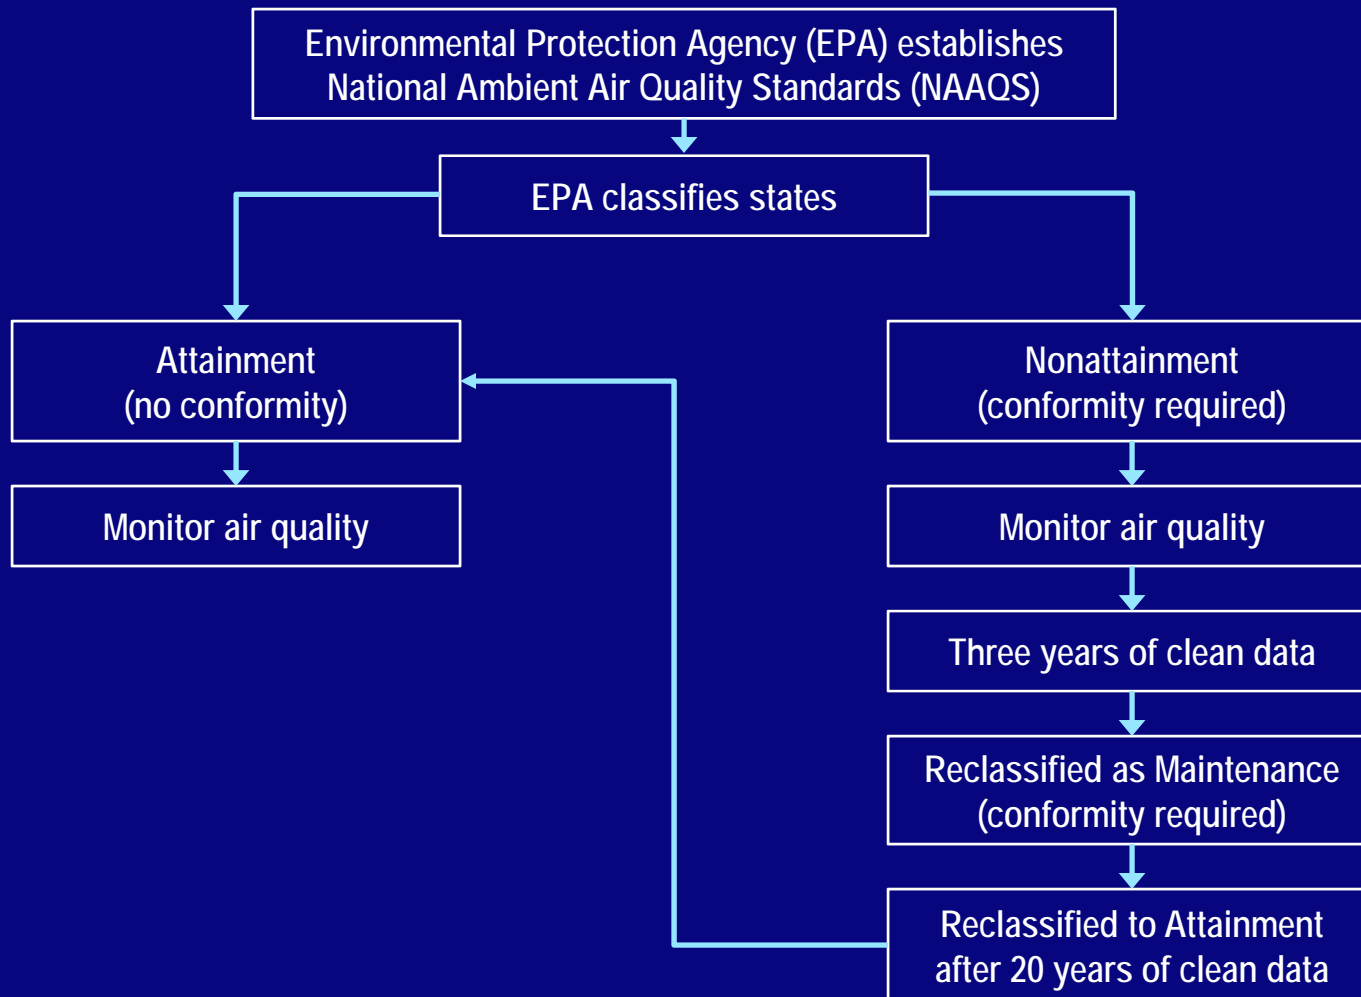 Environmental Protection Agency (EPA) establishes
National Ambient Air Quality Standards (NAAQS)
EPA classifies states
Attainment
(no conformity)
Monitor air quality
Nonattainment
(conformity required)
Monitor air quality
Three years of clean data
Reclassified as Maintenance
(conformity required)
Reclassified to Attainment
after 20 years of clean data